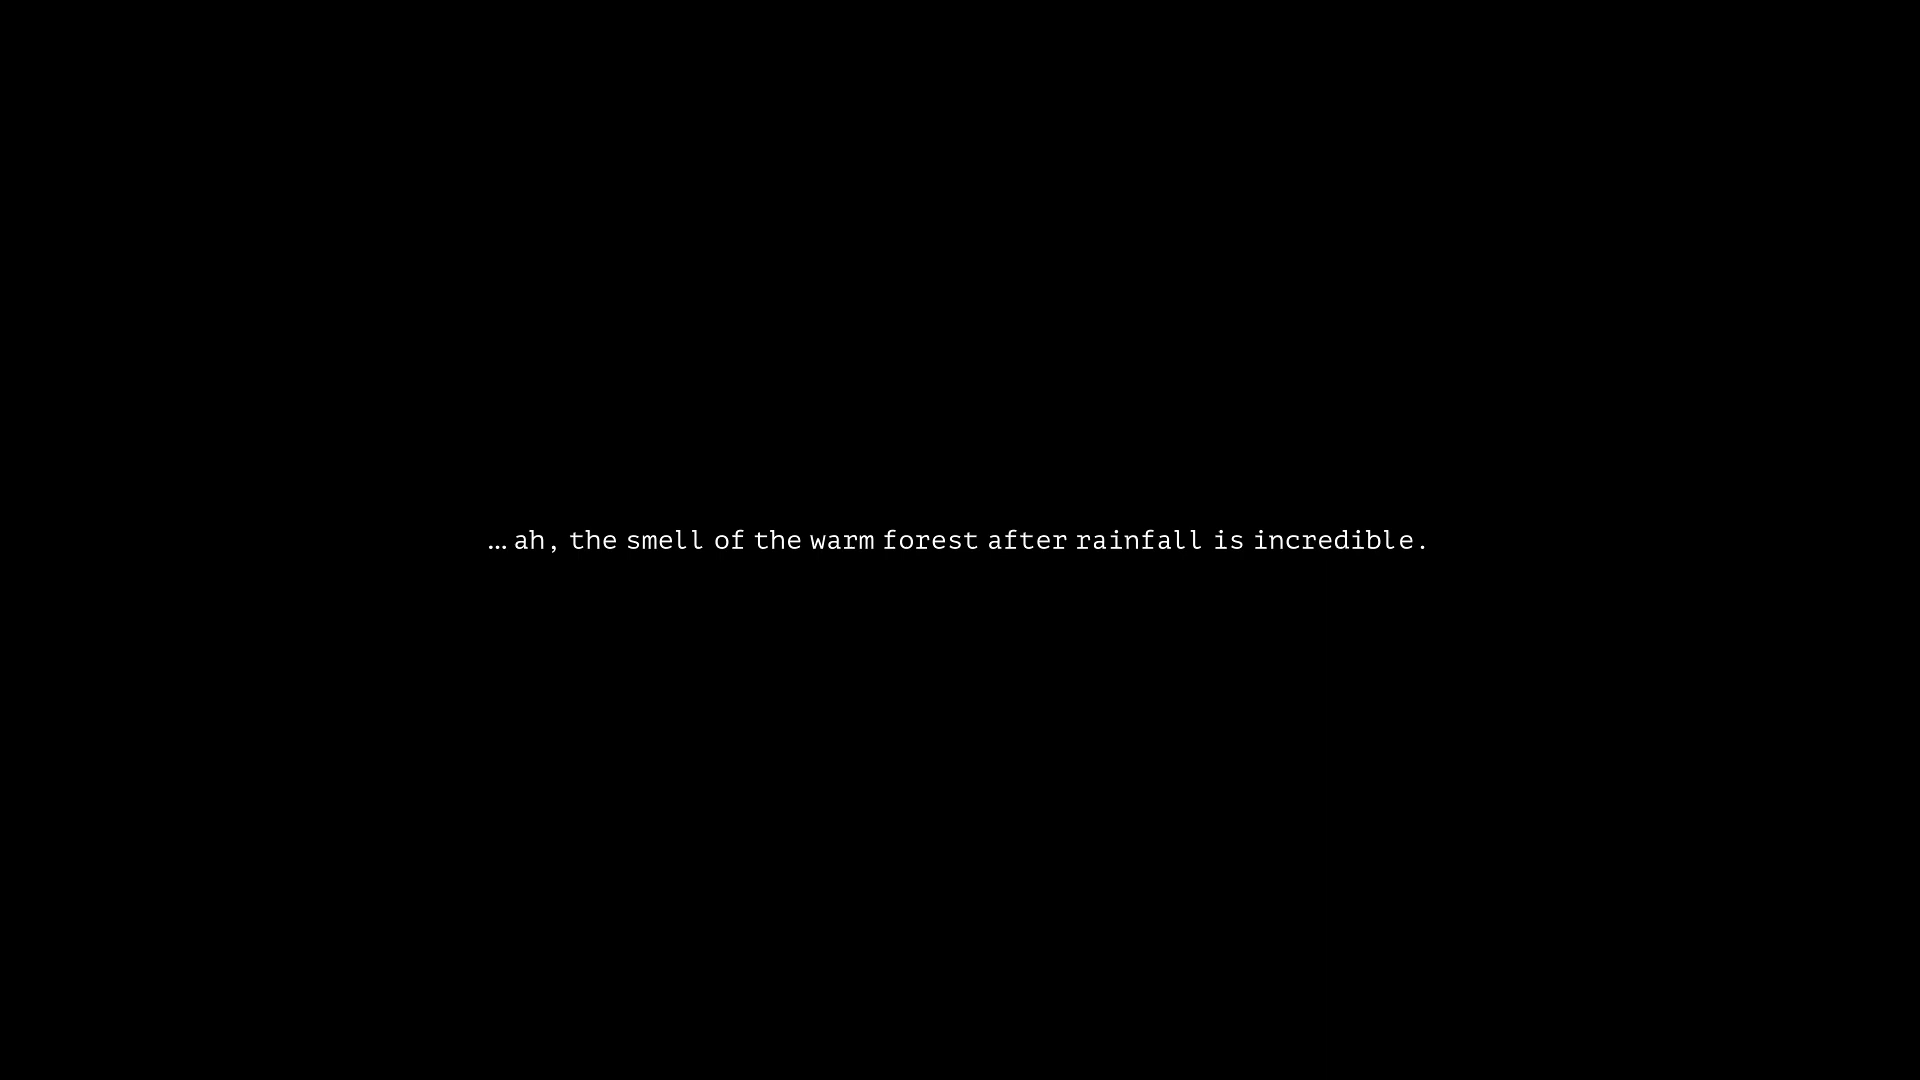 … ah, the smell of the warm forest after rainfall is incredible.